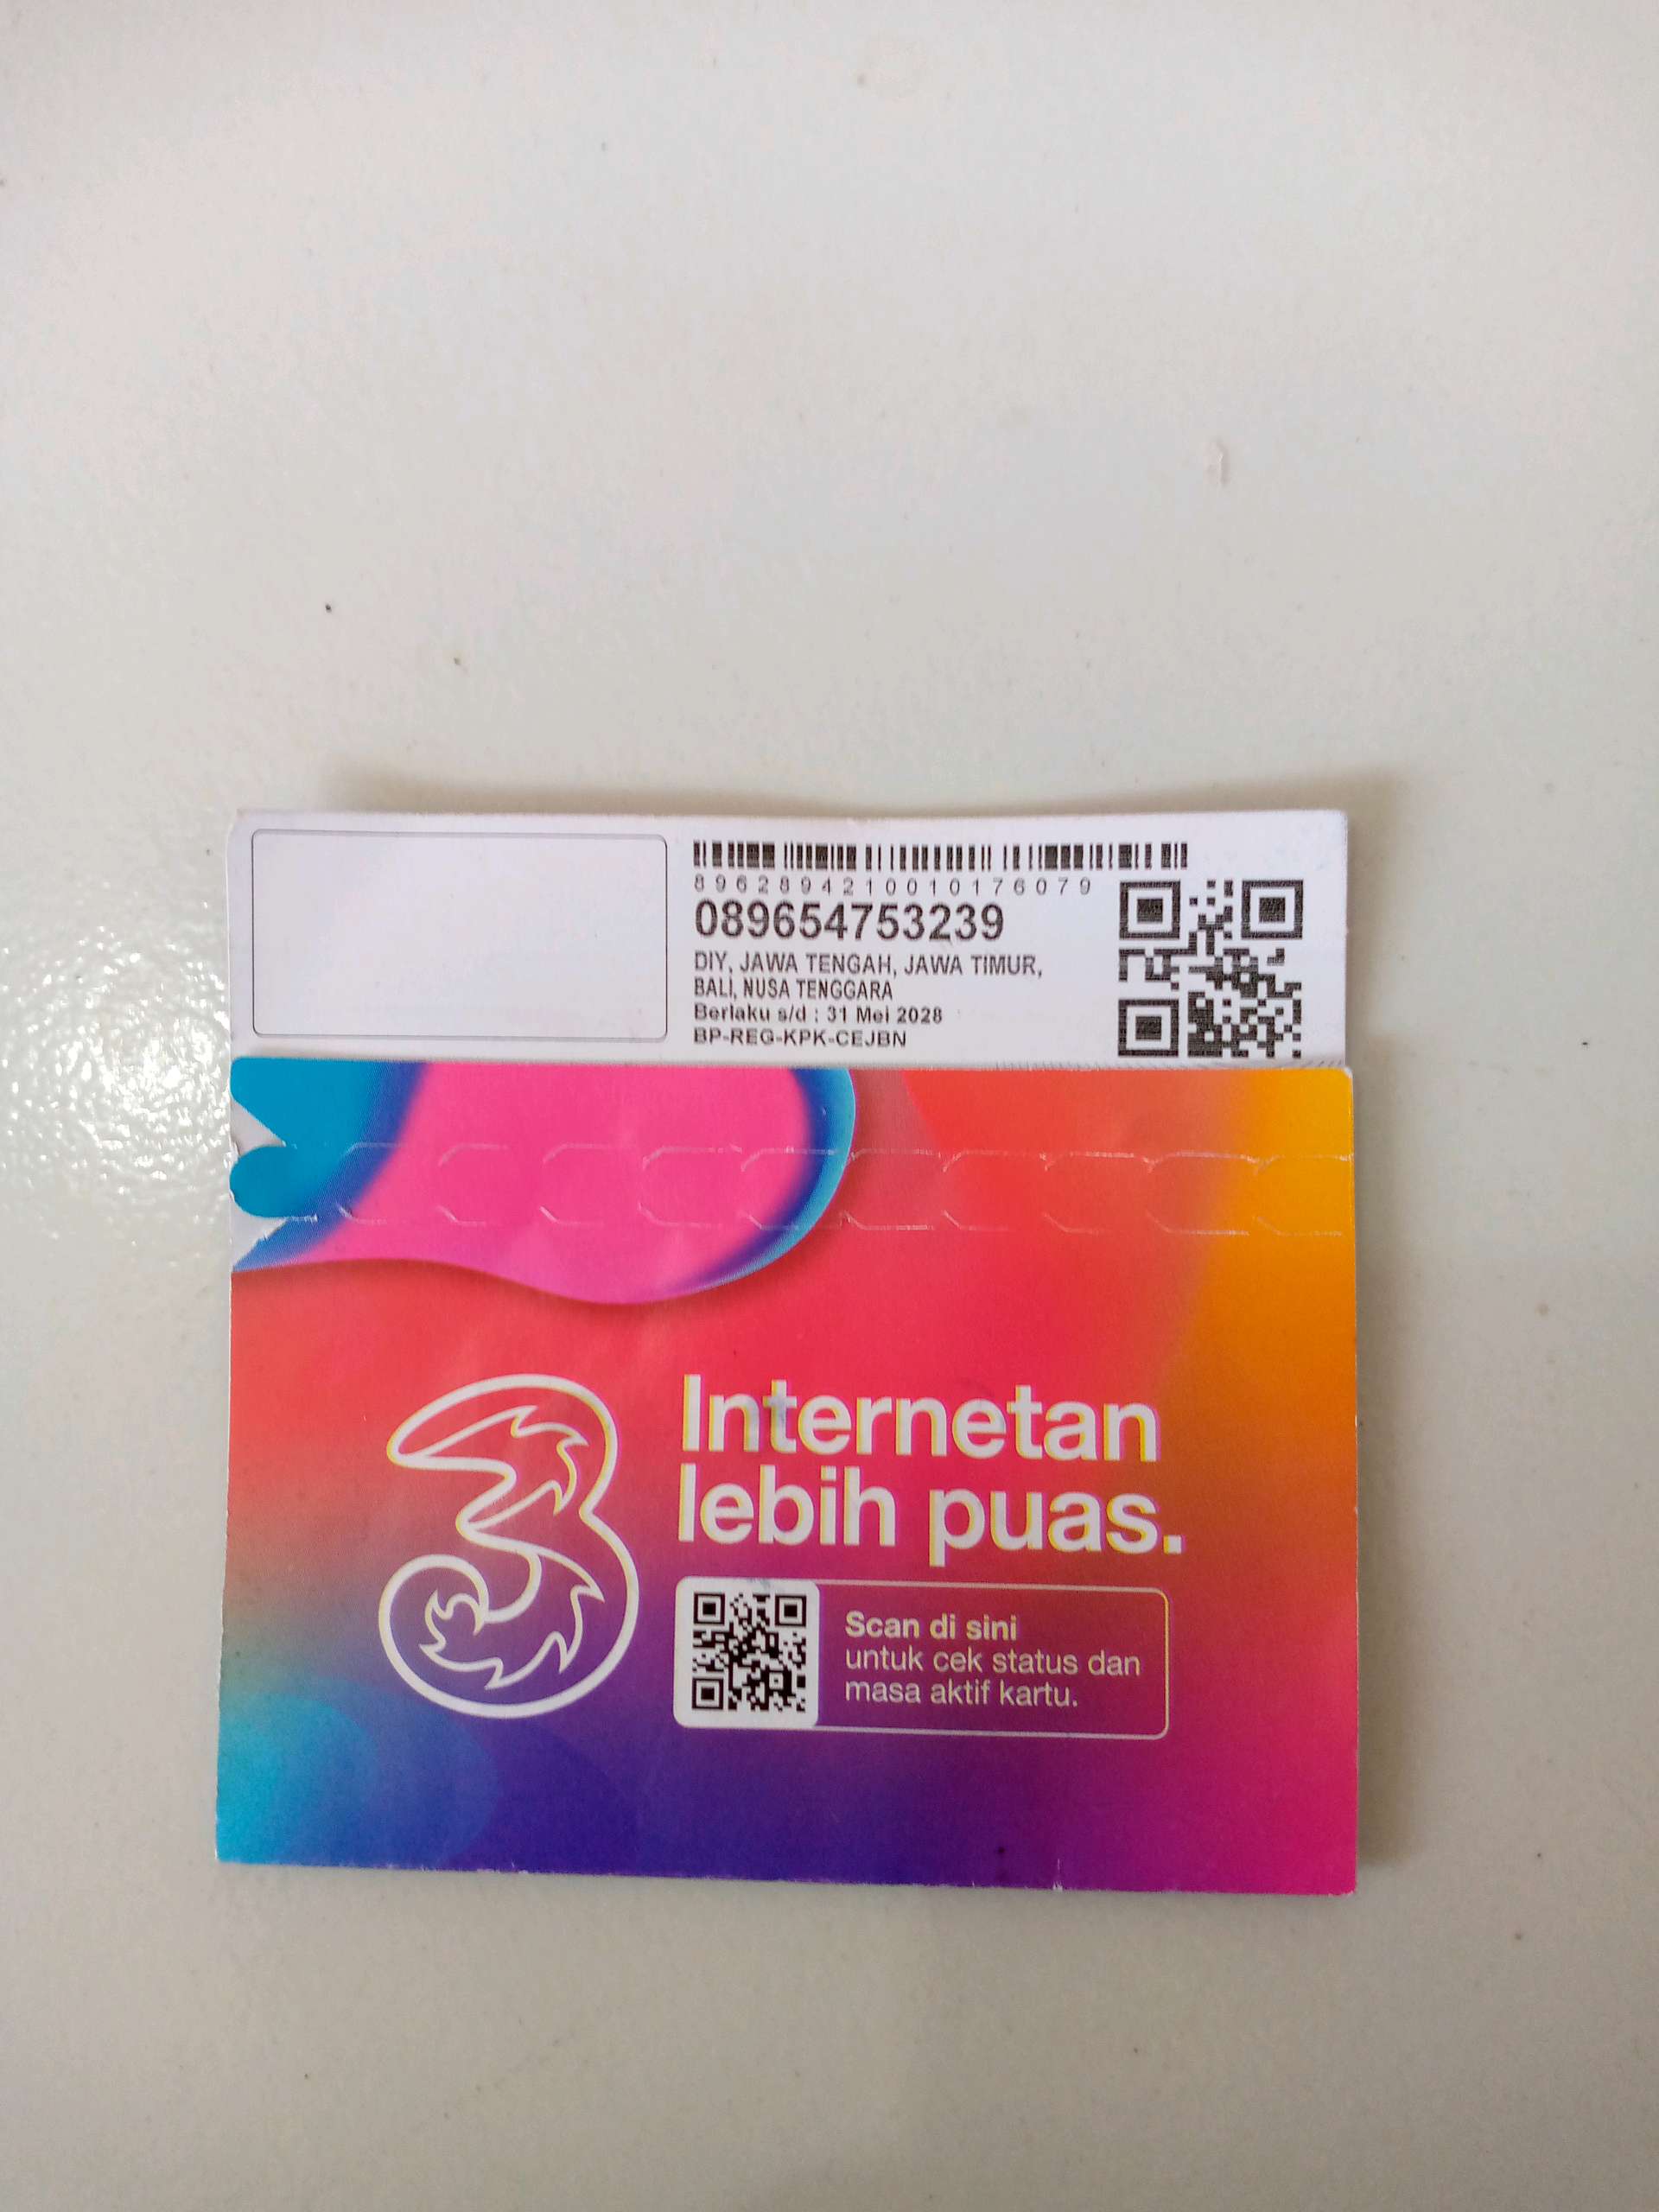 8962894210010176079
089654753239
DIY, JAWA TENGAH, JAWA TIMUR,
BALI, NUSA TENGGARA
Berlaku s/d : 31 Mei 2028
BP-REG-KPK-CEJBN
3
Internetan
lebih puas.
Scan di sini
untuk cek status dan
masa aktif kartu.